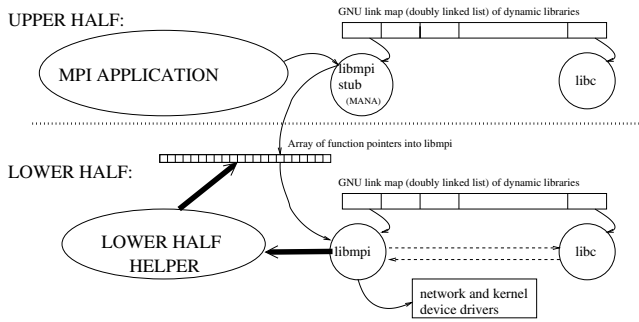 UPPER HALF:
GNU link map (doubly linked list) of dynamic libraries
MPI APPLICATION
libmpi
stub
(MANA)
libc
Array of function pointers into libmpi
LOWER HALF:
GNU link map (doubly linked list) of dynamic libraries
LOWER HALF
HELPER
libmpi
libc
network and kernel
device drivers